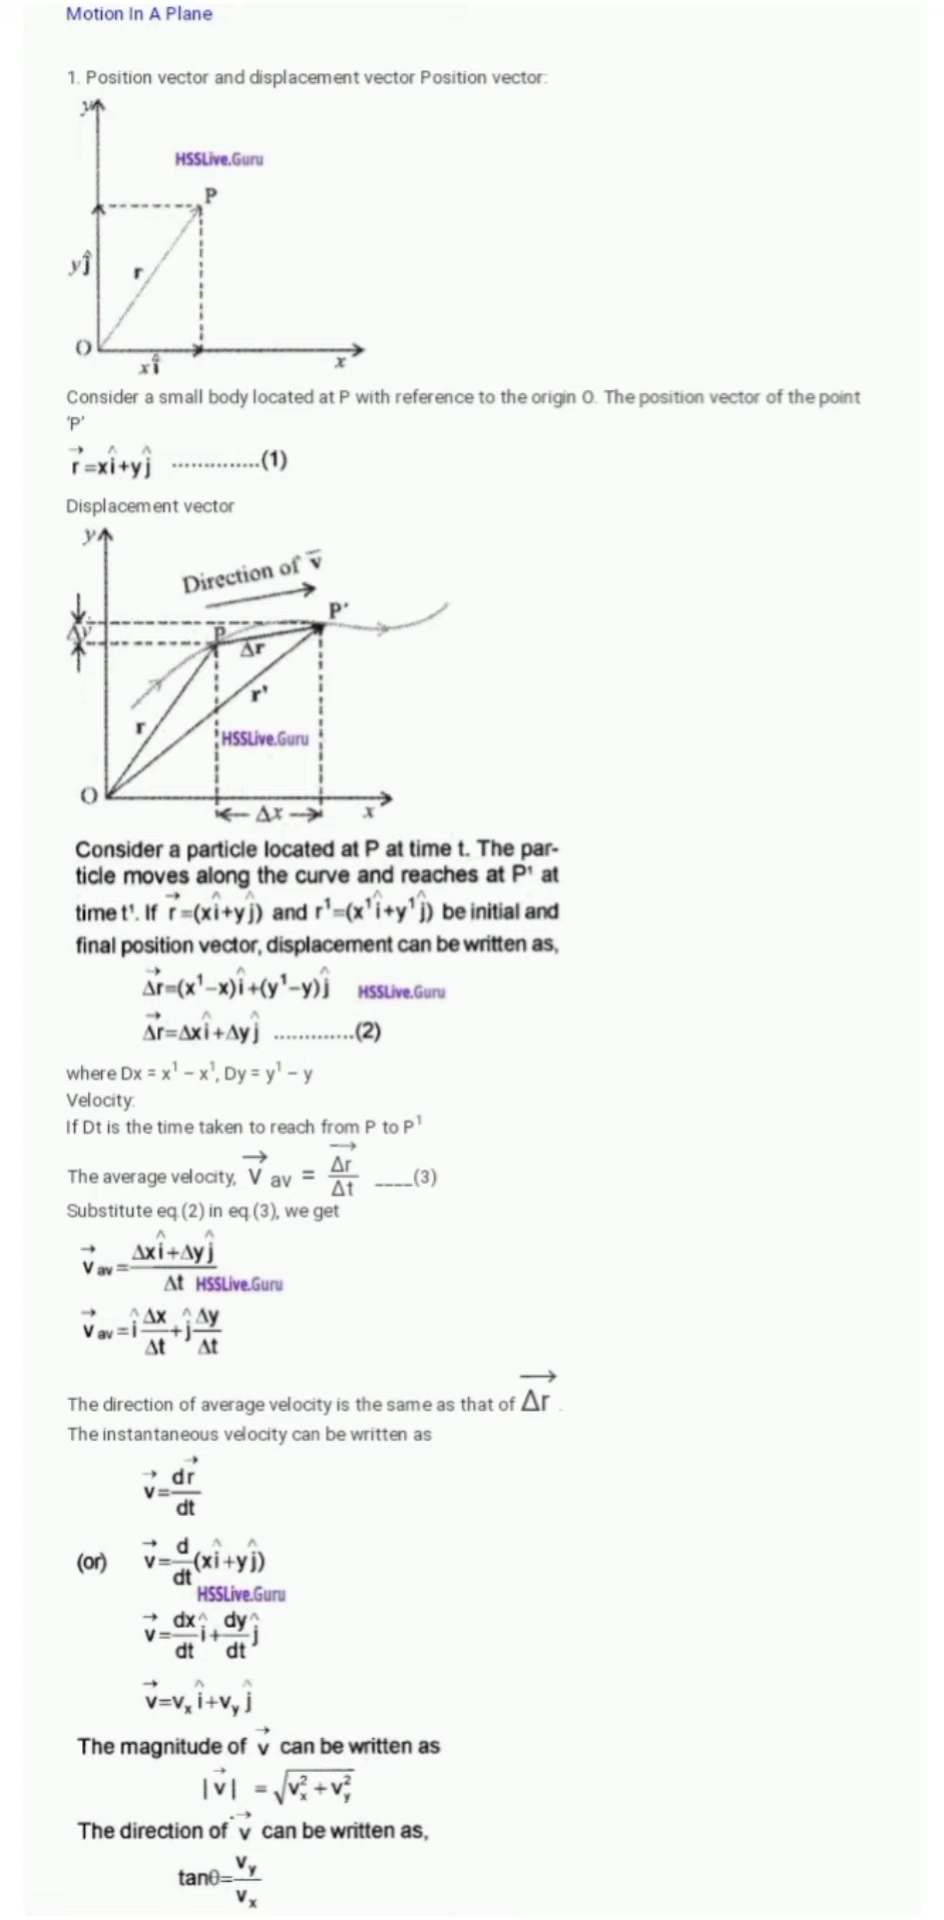 Motion In A Plane
1. Position vector and displacement vector Position vector:
y
HSSLive.Guru
P
yĵ
r
O
xî
x
Consider a small body located at P with reference to the origin O. The position vector of the point
'P'
r⃗=xî+yĵ ..............(1)
Displacement vector
y
Direction of v̅
P'
Δy
P
Δr
r'
r
HSSLive.Guru
O
Δx
x
Consider a particle located at P at time t. The par-
ticle moves along the curve and reaches at P¹ at
time t¹. If r⃗=(xî+yĵ) and r¹=(x¹î+y¹ĵ) be initial and
final position vector, displacement can be written as,
Δr⃗=(x¹−x)î+(y¹−y)ĵ HSSLive.Guru
Δr⃗=Δxî+Δyĵ .............(2)
where Dx = x¹ – x¹, Dy = y¹ – y
Velocity:
If Dt is the time taken to reach from P to P¹
The average velocity, V⃗ av = Δr⃗/Δt ____(3)
Substitute eq.(2) in eq.(3), we get
v⃗av=(Δxî+Δyĵ)/Δt HSSLive.Guru
v⃗av=î Δx/Δt+ĵ Δy/Δt
The direction of average velocity is the same as that of Δr⃗ .
The instantaneous velocity can be written as
v⃗=dr⃗/dt
(or) v⃗=d/dt(xî+yĵ)
HSSLive.Guru
v⃗=dx/dt î+dy/dt ĵ
v⃗=vₓî+v_yĵ
The magnitude of v⃗ can be written as
|v⃗| = √(vₓ²+v_y²)
The direction of v⃗ can be written as,
tanθ=v_y/vₓ